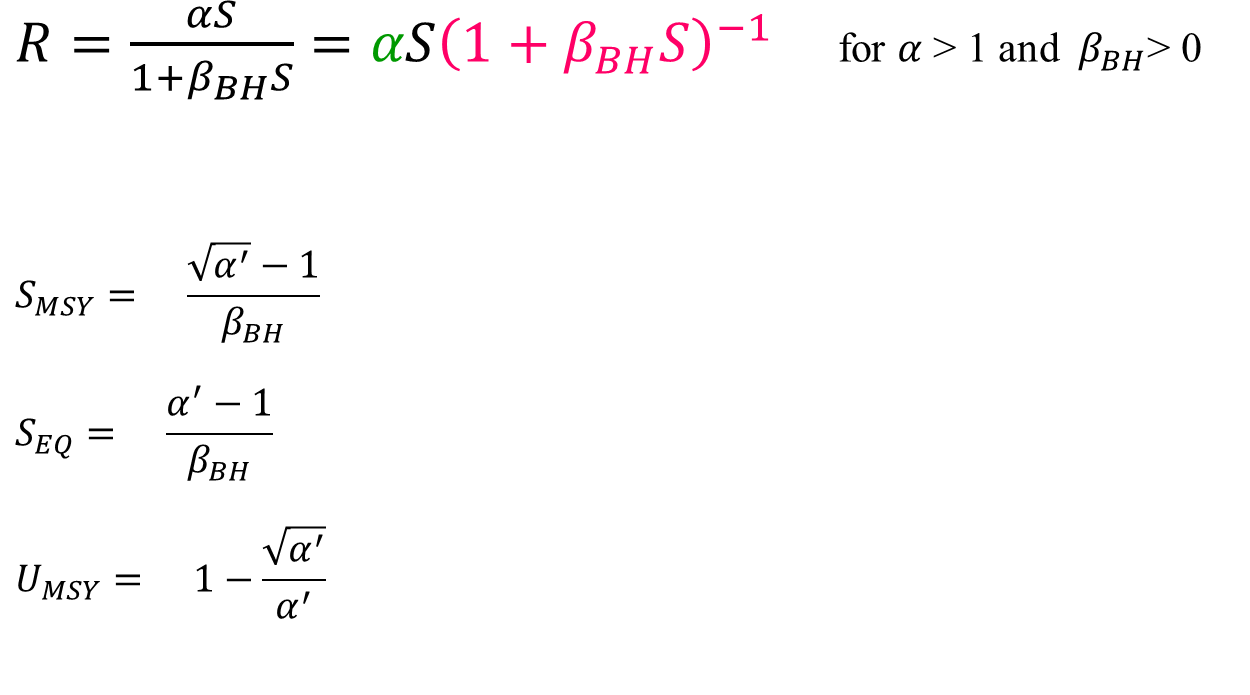 R = αS / 1+β_BH S = αS(1 + β_BH S)⁻¹ for α > 1 and β_BH > 0
S_MSY = √α′ − 1 / β_BH
S_EQ = α′ − 1 / β_BH
U_MSY = 1 − √α′ / α′